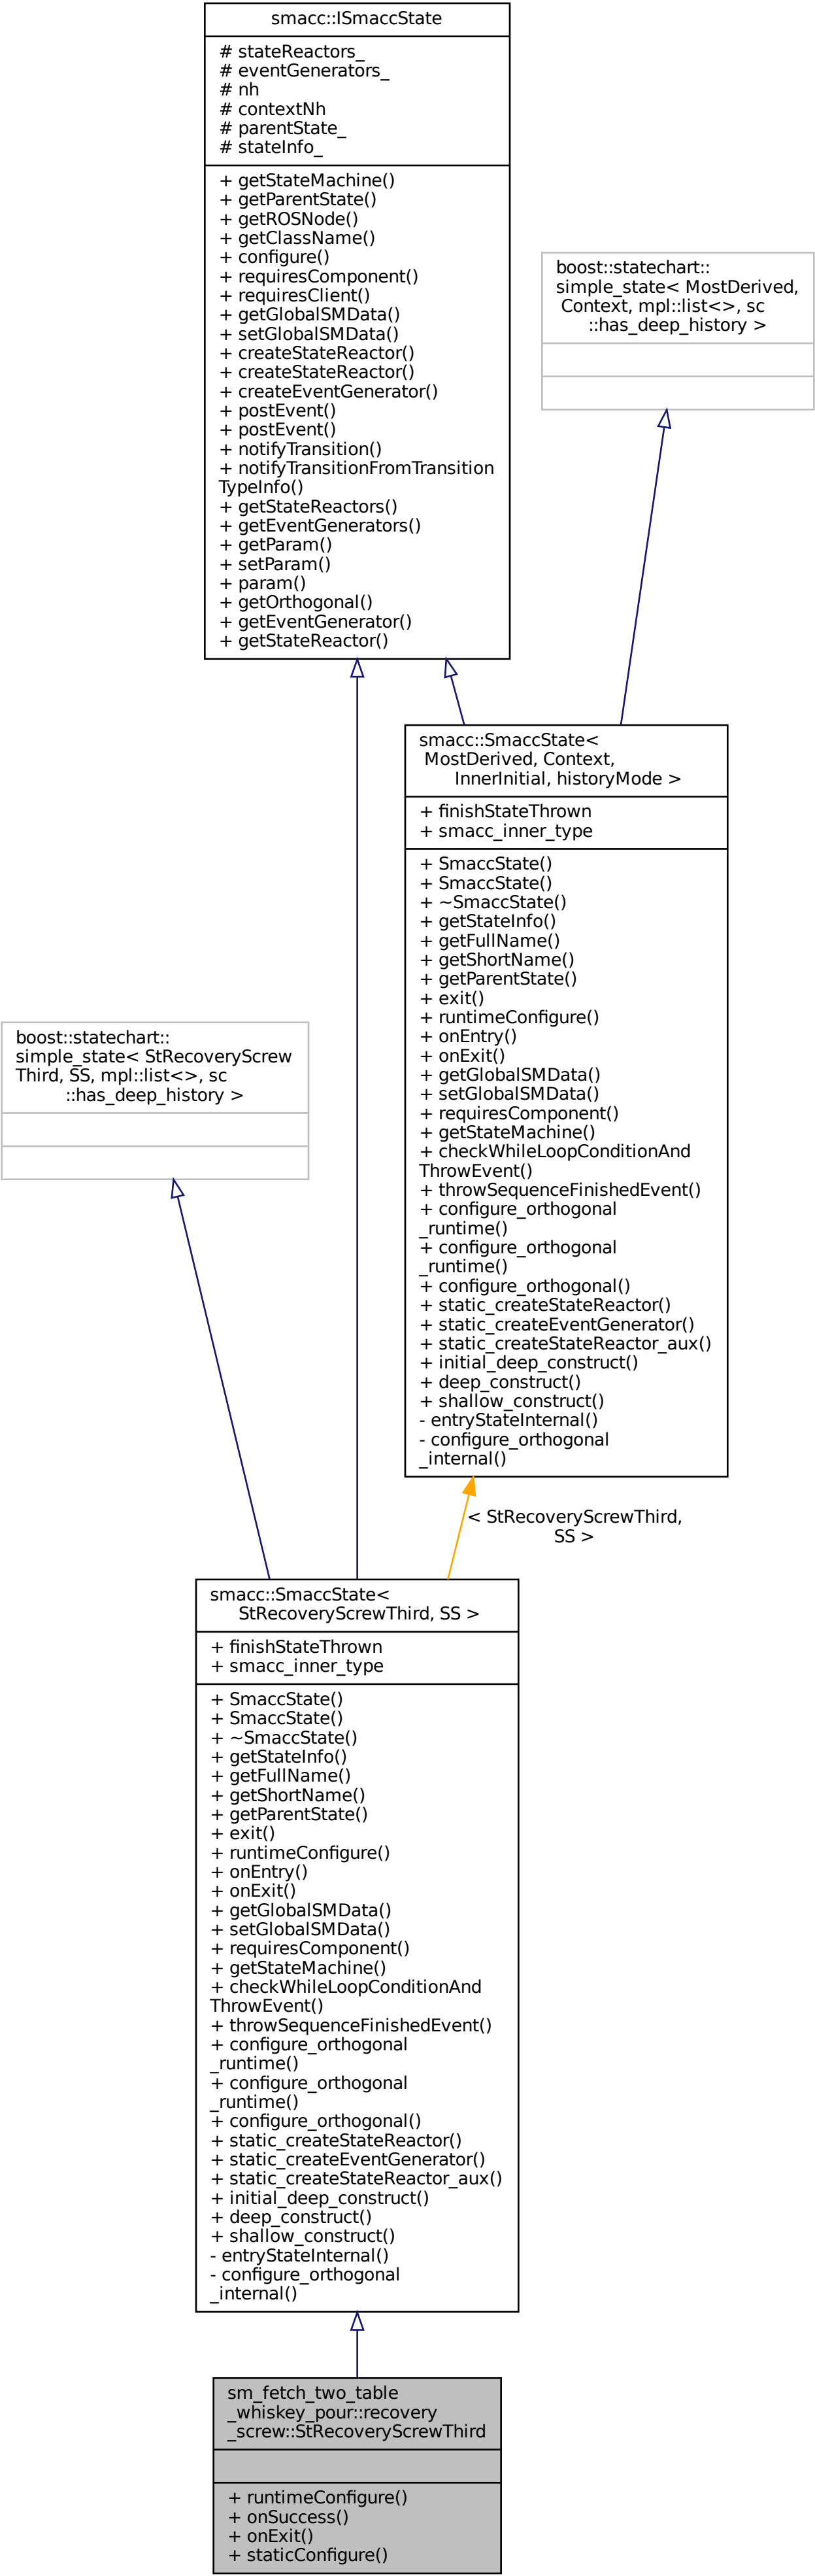 smacc::ISmaccState
# stateReactors_
# eventGenerators_
# nh
# contextNh
# parentState_
# stateInfo_
+ getStateMachine()
+ getParentState()
+ getROSNode()
+ getClassName()
+ configure()
+ requiresComponent()
+ requiresClient()
+ getGlobalSMData()
+ setGlobalSMData()
+ createStateReactor()
+ createStateReactor()
+ createEventGenerator()
+ postEvent()
+ postEvent()
+ notifyTransition()
+ notifyTransitionFromTransition
TypeInfo()
+ getStateReactors()
+ getEventGenerators()
+ getParam()
+ setParam()
+ param()
+ getOrthogonal()
+ getEventGenerator()
+ getStateReactor()
boost::statechart::
simple_state< MostDerived,
Context, mpl::list<>, sc
::has_deep_history >
smacc::SmaccState<
MostDerived, Context,
InnerInitial, historyMode >
+ finishStateThrown
+ smacc_inner_type
+ SmaccState()
+ SmaccState()
+ ~SmaccState()
+ getStateInfo()
+ getFullName()
+ getShortName()
+ getParentState()
+ exit()
+ runtimeConfigure()
+ onEntry()
+ onExit()
+ getGlobalSMData()
+ setGlobalSMData()
+ requiresComponent()
+ getStateMachine()
+ checkWhileLoopConditionAnd
ThrowEvent()
+ throwSequenceFinishedEvent()
+ configure_orthogonal
_runtime()
+ configure_orthogonal
_runtime()
+ configure_orthogonal()
+ static_createStateReactor()
+ static_createEventGenerator()
+ static_createStateReactor_aux()
+ initial_deep_construct()
+ deep_construct()
+ shallow_construct()
- entryStateInternal()
- configure_orthogonal
_internal()
boost::statechart::
simple_state< StRecoveryScrew
Third, SS, mpl::list<>, sc
::has_deep_history >
< StRecoveryScrewThird,
SS >
smacc::SmaccState<
StRecoveryScrewThird, SS >
+ finishStateThrown
+ smacc_inner_type
+ SmaccState()
+ SmaccState()
+ ~SmaccState()
+ getStateInfo()
+ getFullName()
+ getShortName()
+ getParentState()
+ exit()
+ runtimeConfigure()
+ onEntry()
+ onExit()
+ getGlobalSMData()
+ setGlobalSMData()
+ requiresComponent()
+ getStateMachine()
+ checkWhileLoopConditionAnd
ThrowEvent()
+ throwSequenceFinishedEvent()
+ configure_orthogonal
_runtime()
+ configure_orthogonal
_runtime()
+ configure_orthogonal()
+ static_createStateReactor()
+ static_createEventGenerator()
+ static_createStateReactor_aux()
+ initial_deep_construct()
+ deep_construct()
+ shallow_construct()
- entryStateInternal()
- configure_orthogonal
_internal()
sm_fetch_two_table
_whiskey_pour::recovery
_screw::StRecoveryScrewThird
+ runtimeConfigure()
+ onSuccess()
+ onExit()
+ staticConfigure()